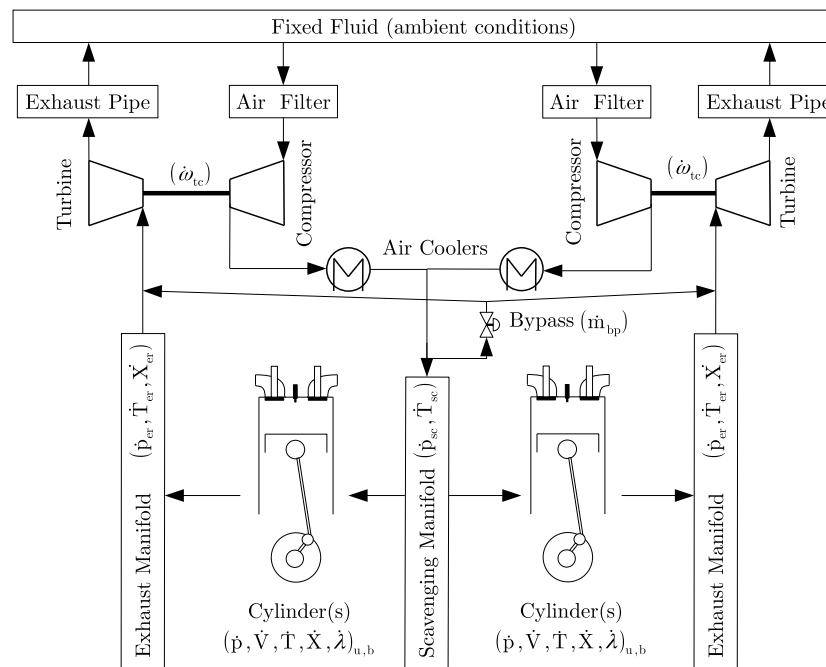 Fixed Fluid (ambient conditions)
Exhaust Pipe
Air Filter
Air Filter
Exhaust Pipe
Turbine
(ω̇tc)
Compressor
Compressor
(ω̇tc)
Turbine
Air Coolers
Bypass (ṁbp)
Exhaust Manifold (ṗer, Ṫer, Ẋer)
Scavenging Manifold (ṗsc, Ṫsc)
Exhaust Manifold (ṗer, Ṫer, Ẋer)
Cylinder(s)
(ṗ, V̇, Ṫ, Ẋ, λ̇)u,b
Cylinder(s)
(ṗ, V̇, Ṫ, Ẋ, λ̇)u,b